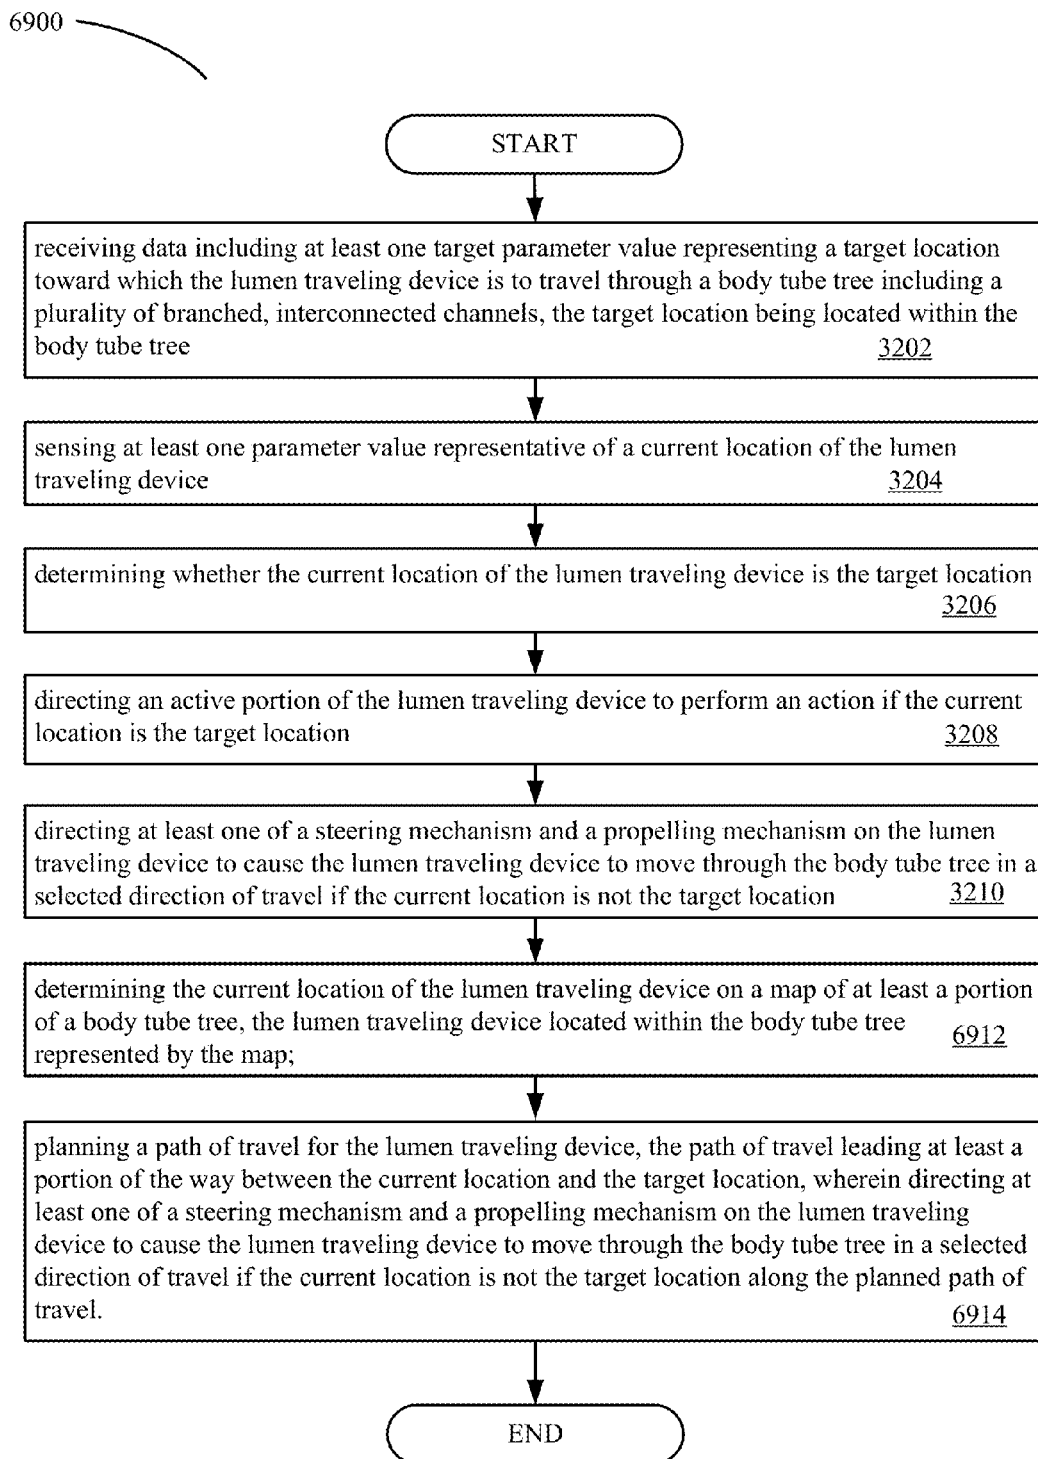 6900
START
receiving data including at least one target parameter value representing a target location
toward which the lumen traveling device is to travel through a body tube tree including a
plurality of branched, interconnected channels, the target location being located within the
body tube tree 3202
sensing at least one parameter value representative of a current location of the lumen
traveling device 3204
determining whether the current location of the lumen traveling device is the target location
3206
directing an active portion of the lumen traveling device to perform an action if the current
location is the target location 3208
directing at least one of a steering mechanism and a propelling mechanism on the lumen
traveling device to cause the lumen traveling device to move through the body tube tree in a
selected direction of travel if the current location is not the target location 3210
determining the current location of the lumen traveling device on a map of at least a portion
of a body tube tree, the lumen traveling device located within the body tube tree 6912
represented by the map;
planning a path of travel for the lumen traveling device, the path of travel leading at least a
portion of the way between the current location and the target location, wherein directing at
least one of a steering mechanism and a propelling mechanism on the lumen traveling
device to cause the lumen traveling device to move through the body tube tree in a selected
direction of travel if the current location is not the target location along the planned path of
travel. 6914
END